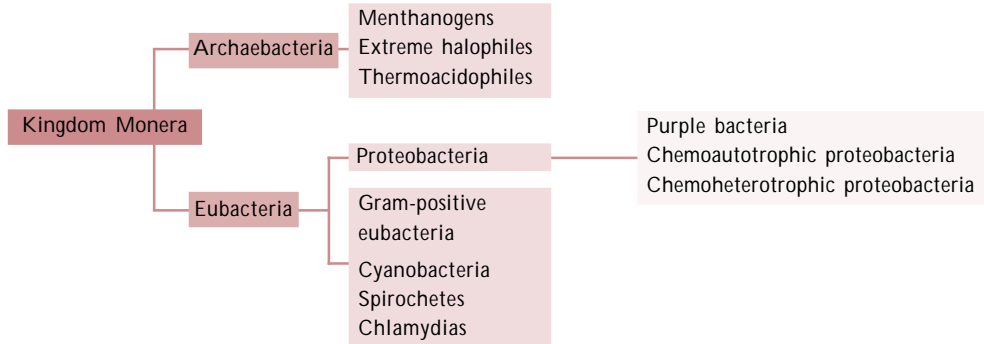 Kingdom Monera
Archaebacteria
Menthanogens
Extreme halophiles
Thermoacidophiles
Eubacteria
Proteobacteria
Purple bacteria
Chemoautotrophic proteobacteria
Chemoheterotrophic proteobacteria
Gram-positive
eubacteria
Cyanobacteria
Spirochetes
Chlamydias